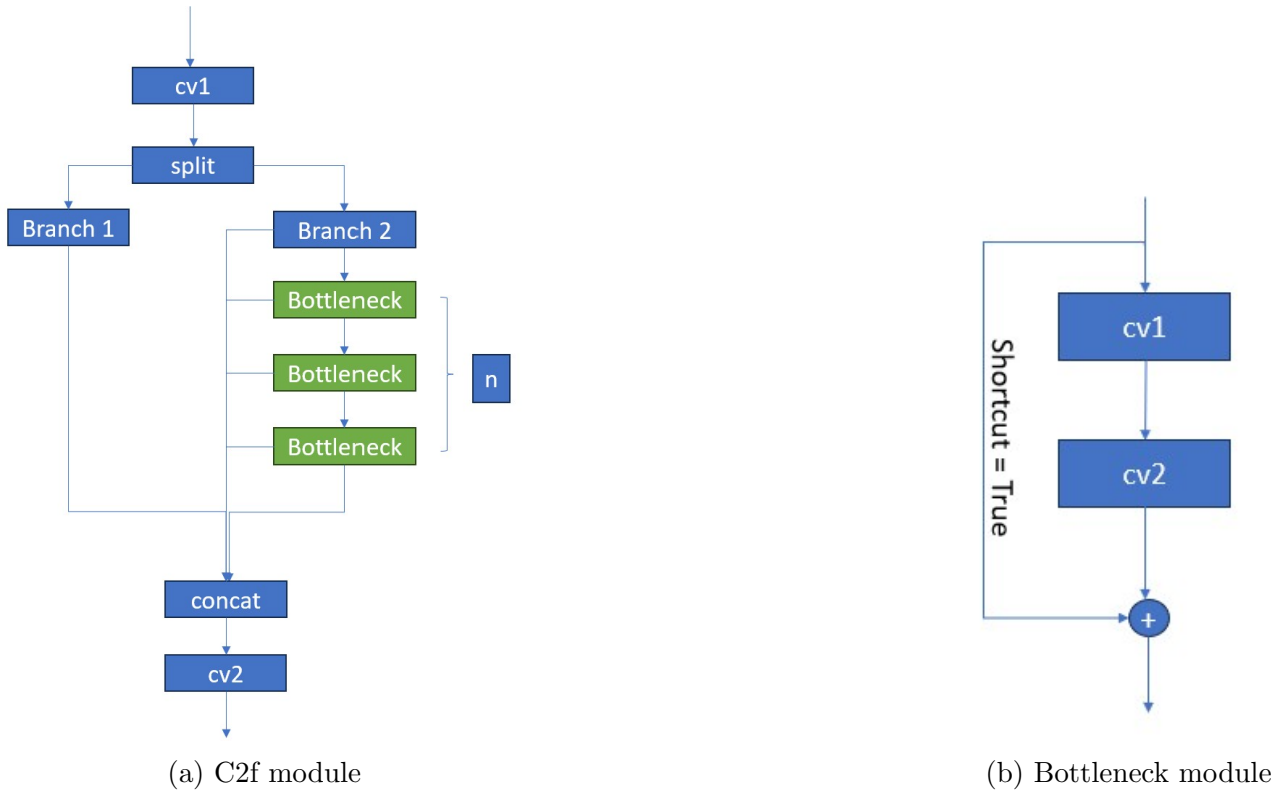 cv1
split
Branch 1
Branch 2
Bottleneck
Bottleneck
n
Bottleneck
concat
cv2
(a) C2f module
cv1
Shortcut = True
cv2
+
(b) Bottleneck module